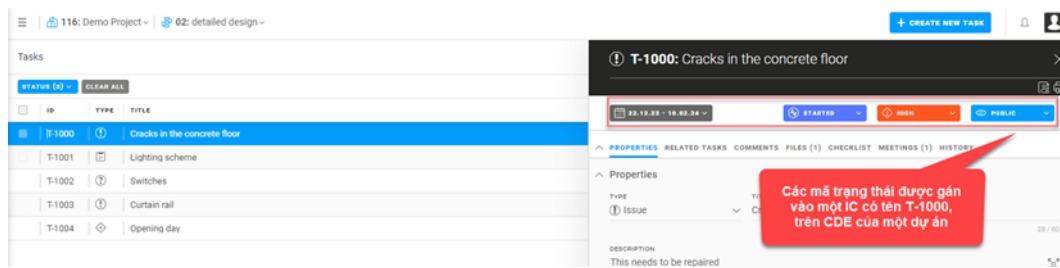 116: Demo Project 02: detailed design + CREATE NEW TASK
Tasks
STATUS (2) CLEAR ALL
ID TYPE TITLE
T-1000 Cracks in the concrete floor
T-1001 Lighting scheme
T-1002 Switches
T-1003 Curtain rail
T-1004 Opening day
T-1000: Cracks in the concrete floor
22.12.23 - 10.02.24 STARTED HIGH PUBLIC
PROPERTIES RELATED TASKS COMMENTS FILES (1) CHECKLIST MEETINGS (1) HISTORY
Properties
TYPE
Issue
28 / 60
DESCRIPTION
This needs to be repaired
Các mã trạng thái được gán
vào một IC có tên T-1000,
trên CDE của một dự án